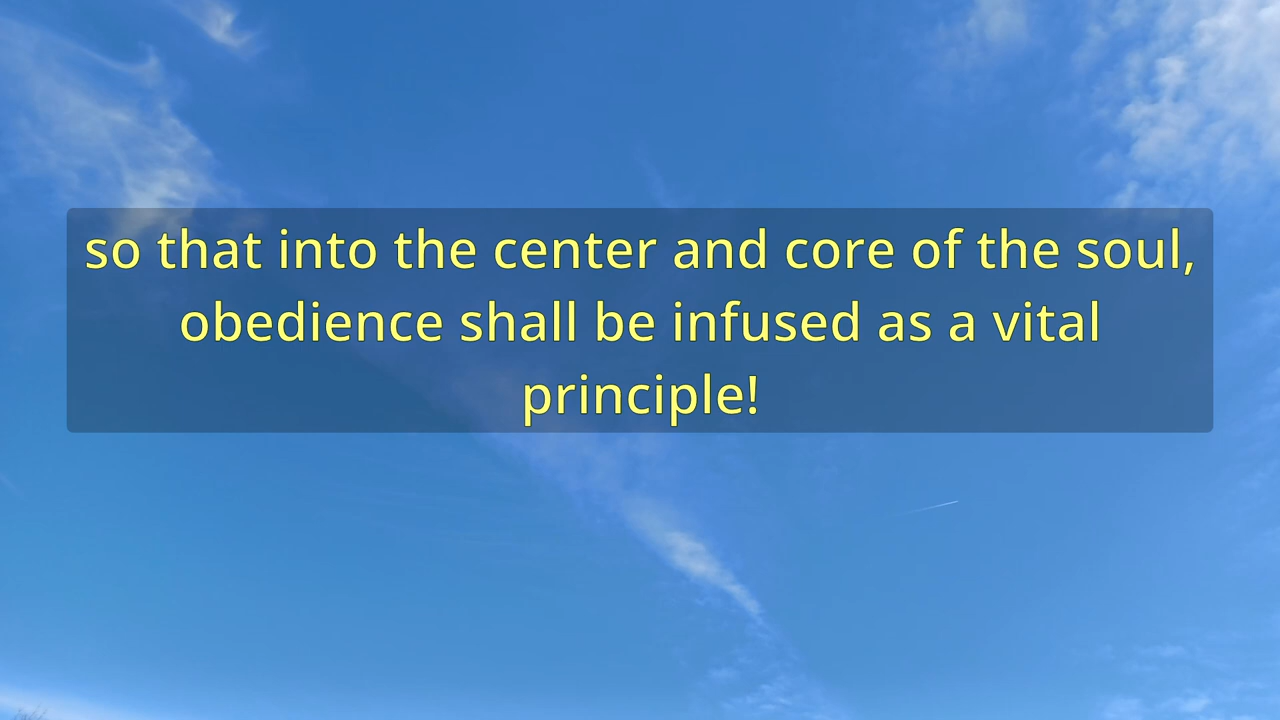 so that into the center and core of the soul,
obedience shall be infused as a vital
principle!